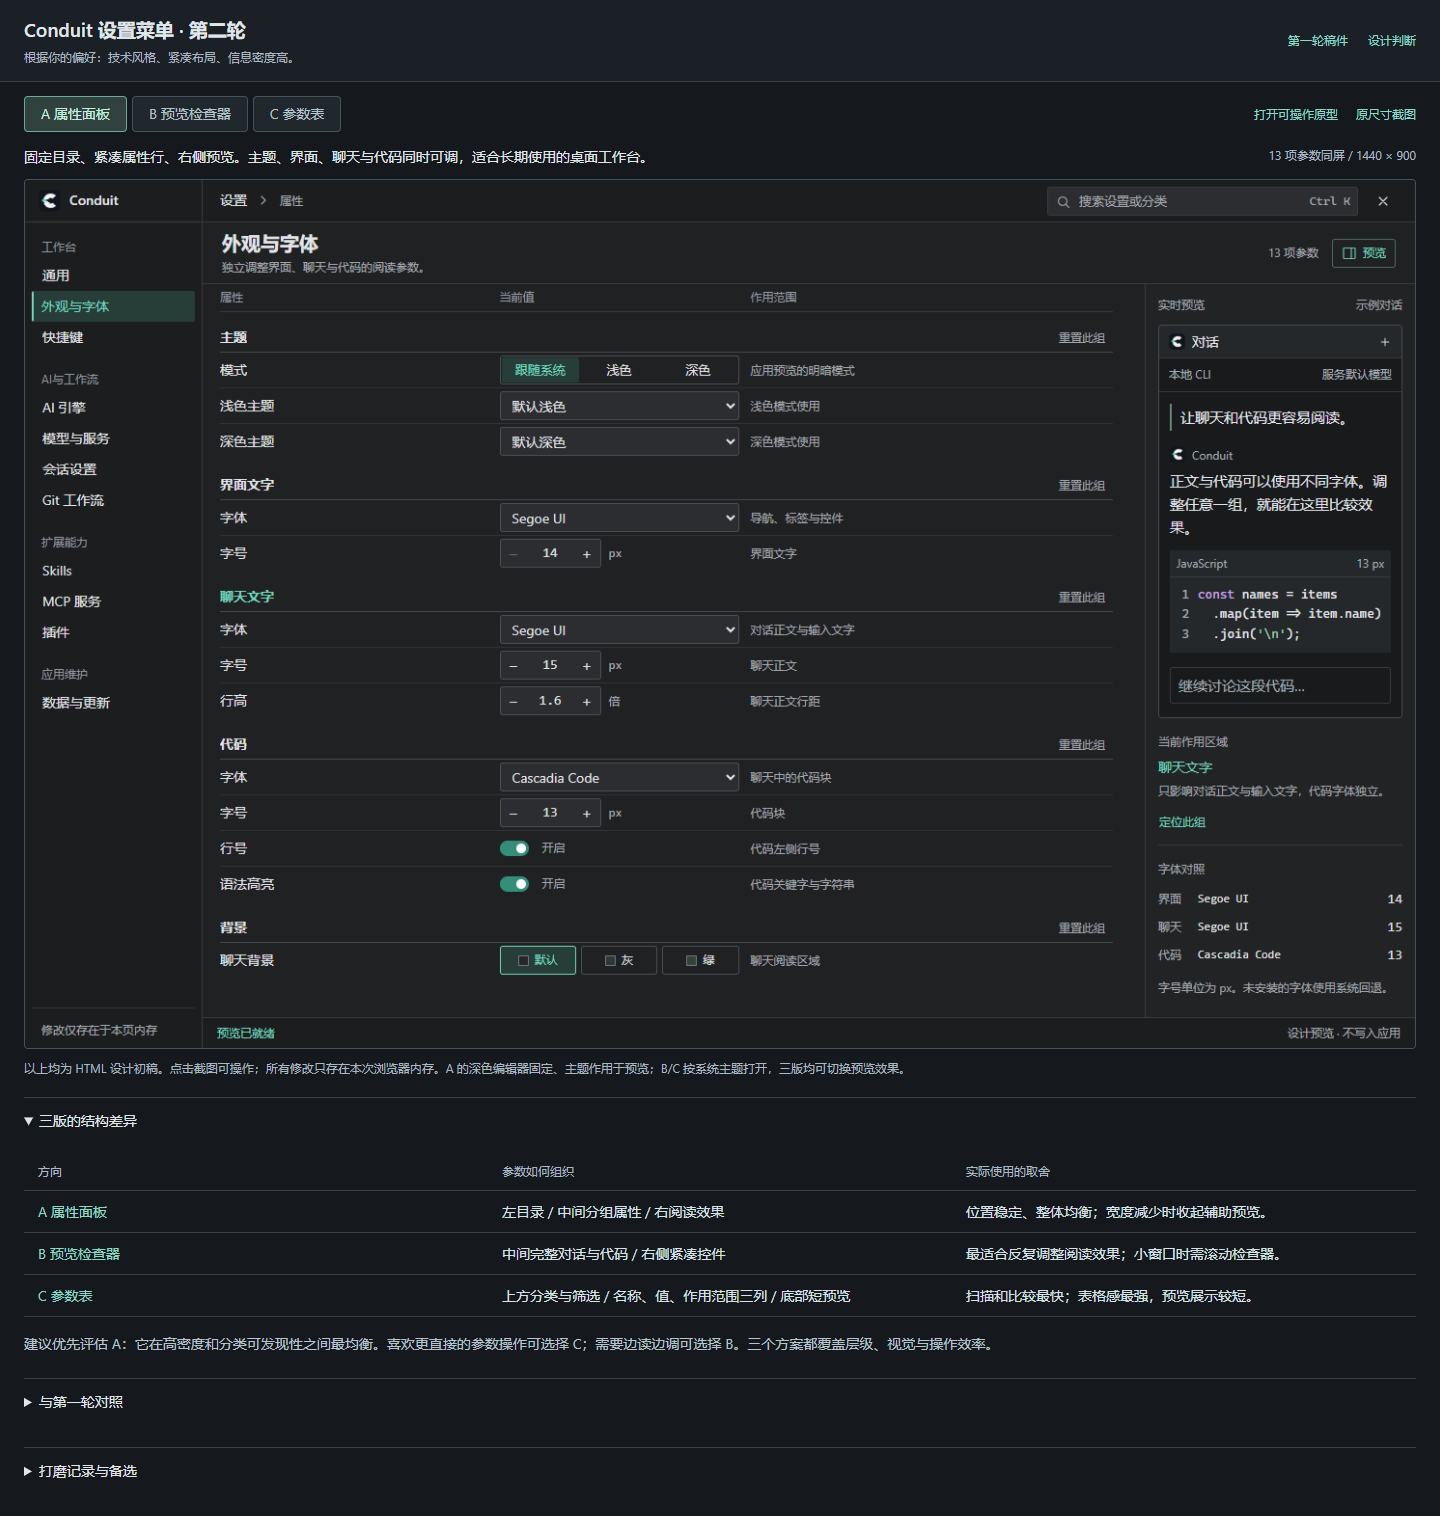 Conduit 设置菜单 · 第二轮
根据你的偏好：技术风格、紧凑布局、信息密度高。
第一轮稿件 设计判断
A 属性面板 B 预览检查器 C 参数表
打开可操作原型 原尺寸截图
固定目录、紧凑属性行、右侧预览。主题、界面、聊天与代码同时可调，适合长期使用的桌面工作台。
13 项参数同屏 / 1440 × 900
Conduit
设置 > 属性
搜索设置或分类 Ctrl K ×
工作台
通用
外观与字体
快捷键
AI与工作流
AI 引擎
模型与服务
会话设置
Git 工作流
扩展能力
Skills
MCP 服务
插件
应用维护
数据与更新
修改仅存在于本页内存
外观与字体
独立调整界面、聊天与代码的阅读参数。
13 项参数 预览
属性 当前值 作用范围
主题 重置此组
模式 跟随系统 浅色 深色 应用预览的明暗模式
浅色主题 默认浅色 浅色模式使用
深色主题 默认深色 深色模式使用
界面文字 重置此组
字体 Segoe UI 导航、标签与控件
字号 − 14 + px 界面文字
聊天文字 重置此组
字体 Segoe UI 对话正文与输入文字
字号 − 15 + px 聊天正文
行高 − 1.6 + 倍 聊天正文行距
代码 重置此组
字体 Cascadia Code 聊天中的代码块
字号 − 13 + px 代码块
行号 开启 代码左侧行号
语法高亮 开启 代码关键字与字符串
背景 重置此组
聊天背景 默认 灰 绿 聊天阅读区域
实时预览 示例对话
对话 +
本地 CLI 服务默认模型
让聊天和代码更容易阅读。
Conduit
正文与代码可以使用不同字体。调
整任意一组，就能在这里比较效
果。
JavaScript 13 px
1 const names = items
2 .map(item => item.name)
3 .join('\n');
继续讨论这段代码...
当前作用区域
聊天文字
只影响对话正文与输入文字，代码字体独立。
定位此组
字体对照
界面 Segoe UI 14
聊天 Segoe UI 15
代码 Cascadia Code 13
字号单位为 px。未安装的字体使用系统回退。
预览已就绪
设计预览 · 不写入应用
以上均为 HTML 设计初稿。点击截图可操作；所有修改只存在本次浏览器内存。A 的深色编辑器固定、主题作用于预览；B/C 按系统主题打开，三版均可切换预览效果。
▼ 三版的结构差异
方向 参数如何组织 实际使用的取舍
A 属性面板 左目录 / 中间分组属性 / 右阅读效果 位置稳定、整体均衡；宽度减少时收起辅助预览。
B 预览检查器 中间完整对话与代码 / 右侧紧凑控件 最适合反复调整阅读效果；小窗口时需滚动检查器。
C 参数表 上方分类与筛选 / 名称、值、作用范围三列 / 底部短预览 扫描和比较最快；表格感最强，预览展示较短。
建议优先评估 A：它在高密度和分类可发现性之间最均衡。喜欢更直接的参数操作可选择 C；需要边读边调可选择 B。三个方案都覆盖层级、视觉与操作效率。
▶ 与第一轮对照
▶ 打磨记录与备选